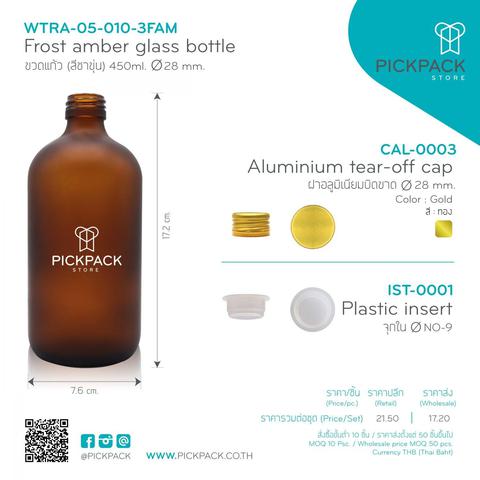 WTRA-05-010-3FAM
Frost amber glass bottle
ขวดแก้ว (สีชาขุ่น) 450ml. Ø28 mm.
PICKPACK
STORE
CAL-0003
Aluminium tear-off cap
ฝาอลูมิเนียมบิดขาด Ø 28 mm.
Color : Gold
สี : ทอง
17.2 cm.
PICKPACK
STORE
IST-0001
Plastic insert
จุกใน Ø NO-9
7.6 cm.
ราคา/ชิ้น ราคาปลีก ราคาส่ง
(Price/pc.) (Retail) (Wholesale)
ราคารวมต่อชุด (Price/Set) 21.50 17.20
สั่งซื้อขั้นต่ำ 10 ชิ้น / ราคาส่งตั้งแต่ 50 ชิ้นขึ้นไป
MOQ 10 Psc. / Wholesale price MOQ 50 pcs.
Currency THB (Thai Baht)
@PICKPACK
WWW.PICKPACK.CO.TH